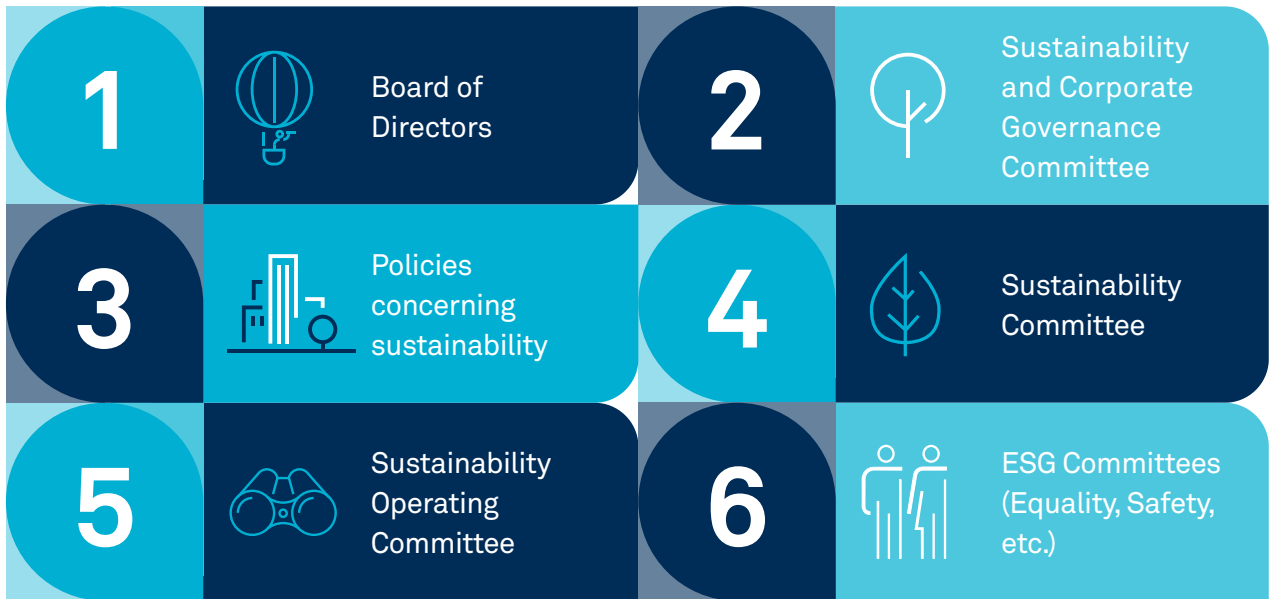 1
Board of
Directors
2
Sustainability
and Corporate
Governance
Committee
3
Policies
concerning
sustainability
4
Sustainability
Committee
5
Sustainability
Operating
Committee
6
ESG Committees
(Equality, Safety,
etc.)